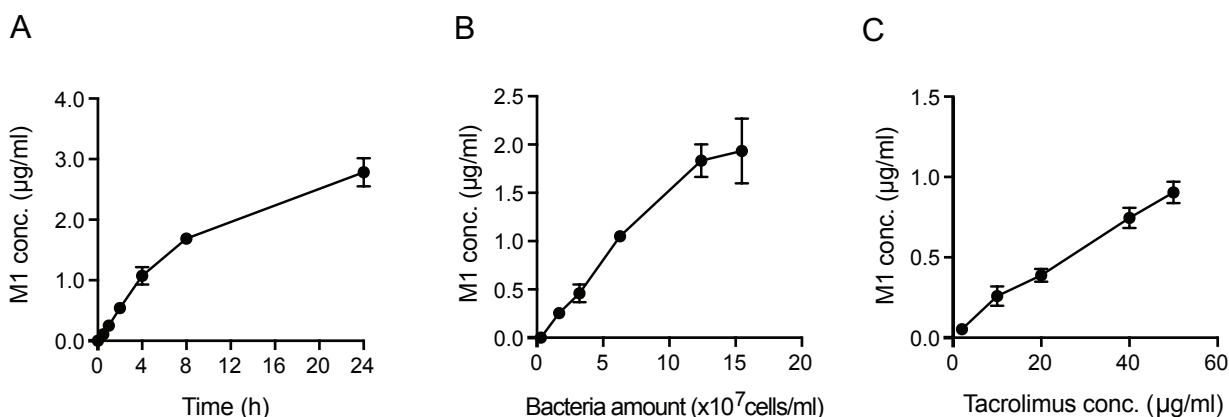 A
M1 conc. (µg/ml)
4.0
3.0
2.0
1.0
0.0
0 4 8 12 16 20 24
Time (h)
B
M1 conc. (µg/ml)
2.5
2.0
1.5
1.0
0.5
0.0
0 5 10 15 20
Bacteria amount (x10⁷cells/ml)
C
M1 conc. (µg/ml)
1.5
1.0
0.5
0.0
0 20 40 60
Tacrolimus conc. (µg/ml)